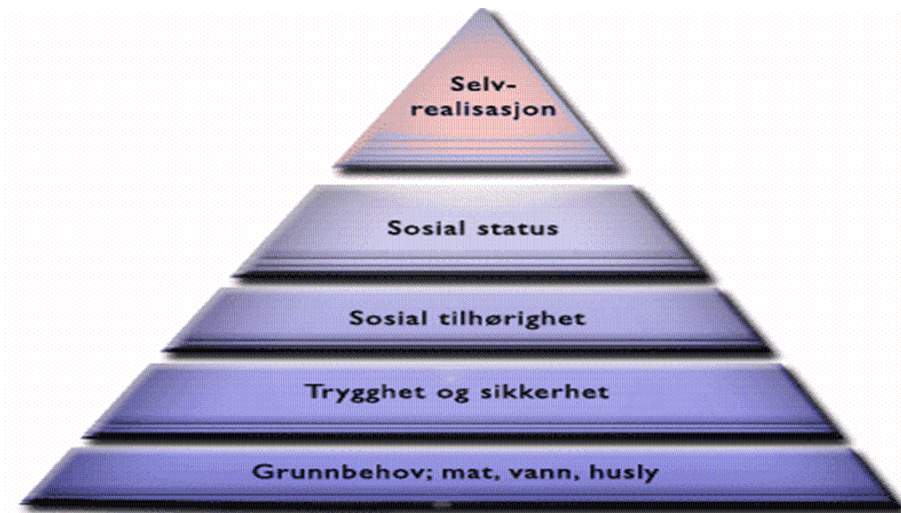 Selv-
realisasjon
Sosial status
Sosial tilhørighet
Trygghet og sikkerhet
Grunnbehov; mat, vann, husly